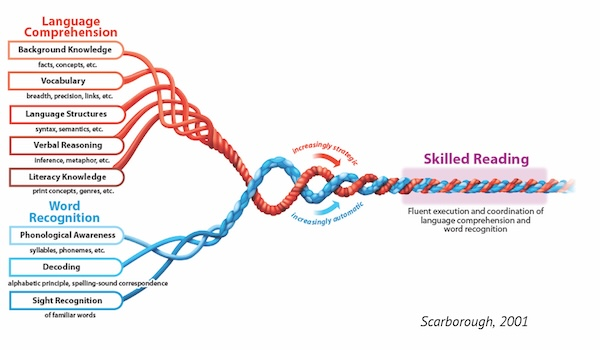 Language
Comprehension
Background Knowledge
facts, concepts, etc.
Vocabulary
breadth, precision, links, etc.
Language Structures
syntax, semantics, etc.
Verbal Reasoning
inference, metaphor, etc.
Literacy Knowledge
print concepts, genres, etc.
Word
Recognition
Phonological Awareness
syllables, phonemes, etc.
Decoding
alphabetic principle, spelling-sound correspondence
Sight Recognition
of familiar words
increasingly strategic
increasingly automatic
Skilled Reading
Fluent execution and coordination of
language comprehension and
word recognition
Scarborough, 2001